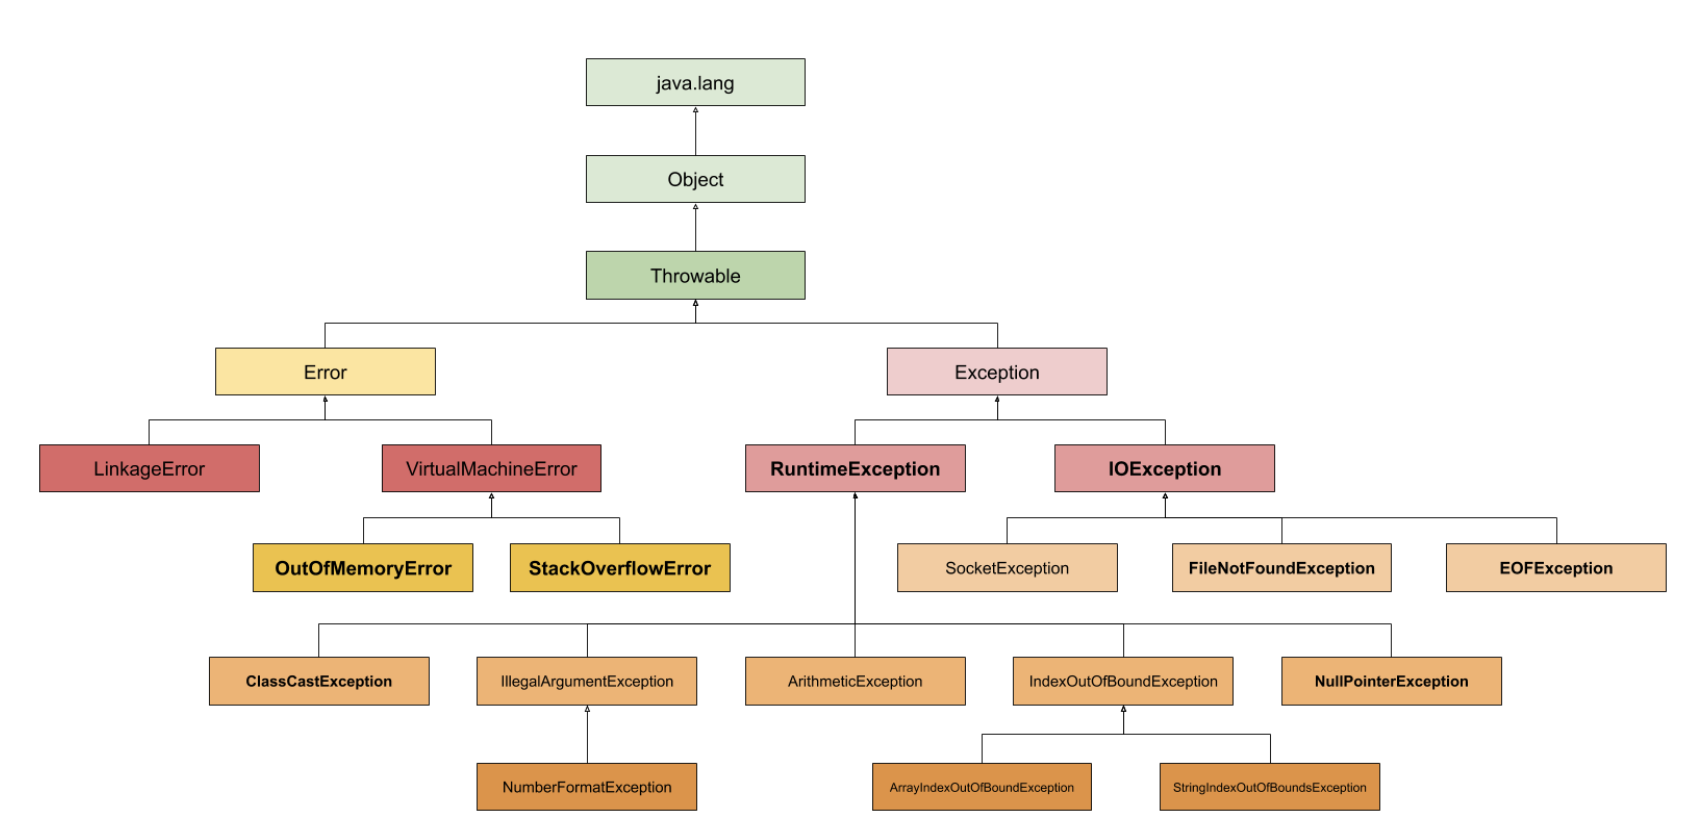 java.lang
Object
Throwable
Error
Exception
LinkageError
VirtualMachineError
RuntimeException
IOException
OutOfMemoryError
StackOverflowError
SocketException
FileNotFoundException
EOFException
ClassCastException
IllegalArgumentException
ArithmeticException
IndexOutOfBoundException
NullPointerException
NumberFormatException
ArrayIndexOutOfBoundException
StringIndexOutOfBoundsException